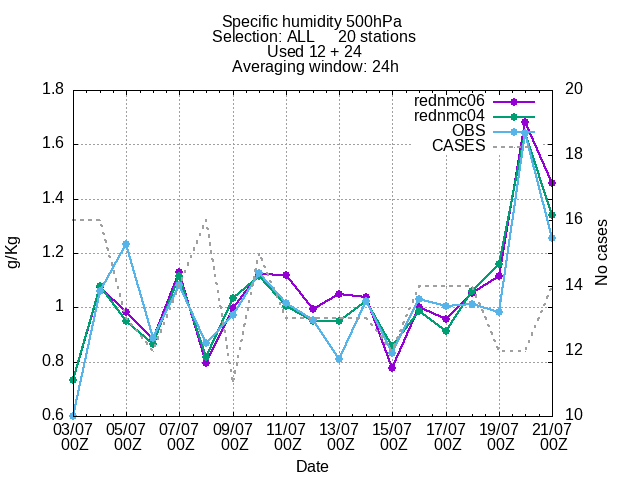 Specific humidity 500hPa
Selection: ALL 20 stations
Used 12 + 24
Averaging window: 24h
1.8
1.6
1.4
1.2
1
0.8
0.6
g/Kg
20
18
16
14
12
10
No cases
rednmc06
rednmc04
OBS
CASES
03/07 05/07 07/07 09/07 11/07 13/07 15/07 17/07 19/07 21/07
00Z 00Z 00Z 00Z 00Z 00Z 00Z 00Z 00Z 00Z
Date